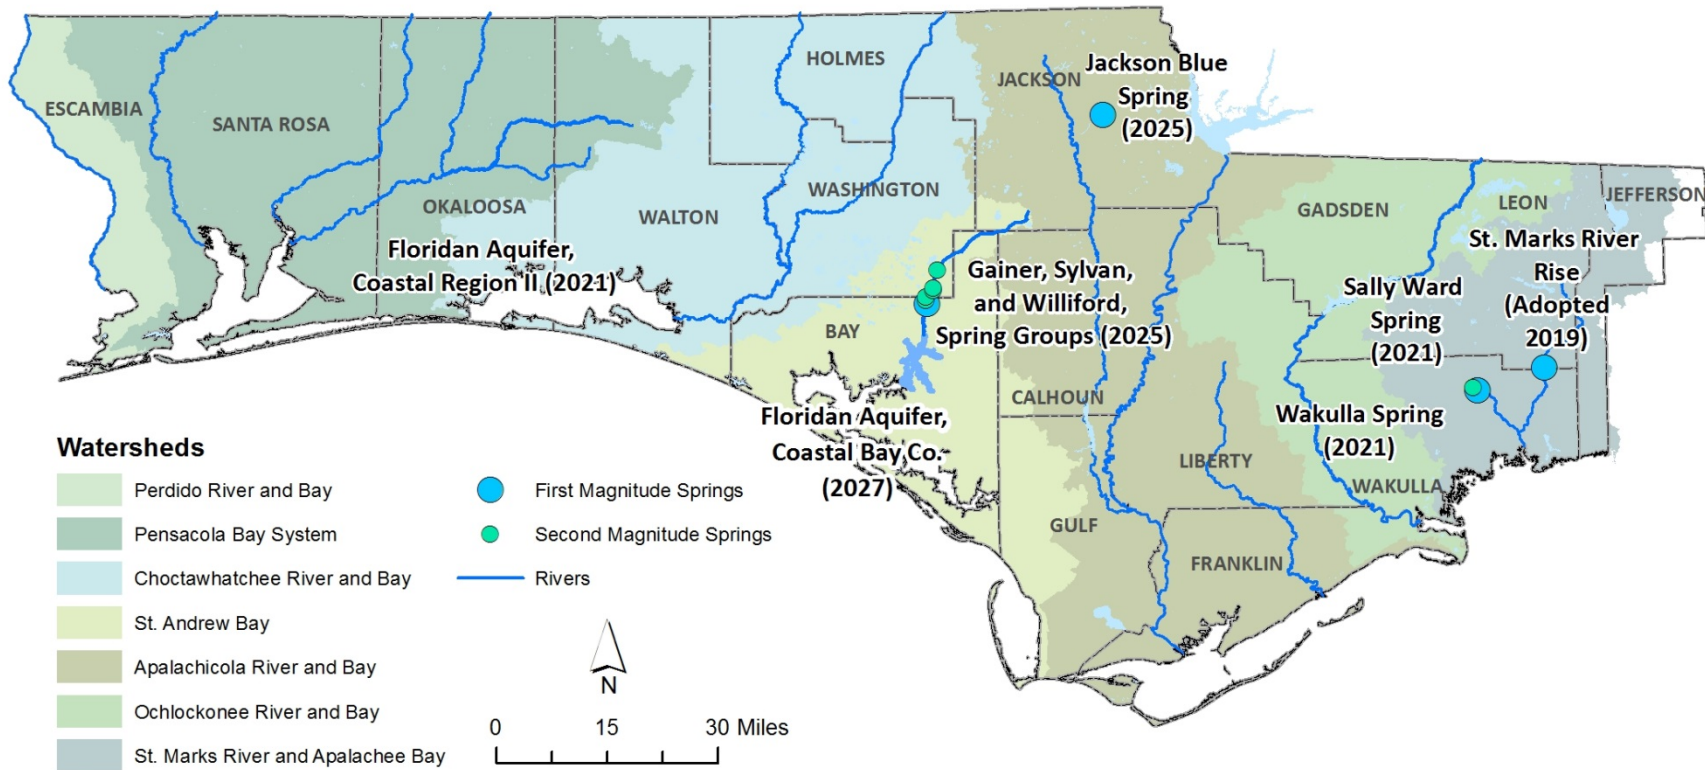 HOLMES
JACKSON
Jackson Blue
Spring
(2025)
ESCAMBIA
SANTA ROSA
OKALOOSA
WALTON
WASHINGTON
GADSDEN
LEON
JEFFERSON
Floridan Aquifer,
Coastal Region II (2021)
Gainer, Sylvan,
and Williford,
Spring Groups (2025)
St. Marks River
Rise
(Adopted
2019)
Sally Ward
Spring
(2021)
BAY
CALHOUN
Wakulla Spring
(2021)
Floridan Aquifer,
Coastal Bay Co.
(2027)
LIBERTY
WAKULLA
GULF
FRANKLIN
Watersheds
Perdido River and Bay
Pensacola Bay System
Choctawhatchee River and Bay
St. Andrew Bay
Apalachicola River and Bay
Ochlockonee River and Bay
St. Marks River and Apalachee Bay
First Magnitude Springs
Second Magnitude Springs
Rivers
N
0 15 30 Miles